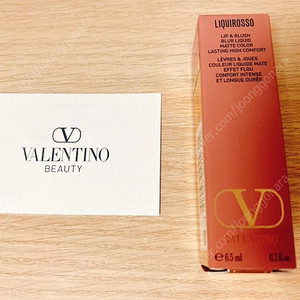 VALENTINO
BEAUTY
LIQUIROSSO
LIP & BLUSH
BLUR LIQUID
MATTE COLOR
LASTING HIGH COMFORT
LÈVRES & JOUES
COULEUR LIQUIDE MATE
EFFET FLOU
CONFORT INTENSE
ET LONGUE DURÉE
VALENTINO
℮ 6.5 ml 0.2 fl.oz.